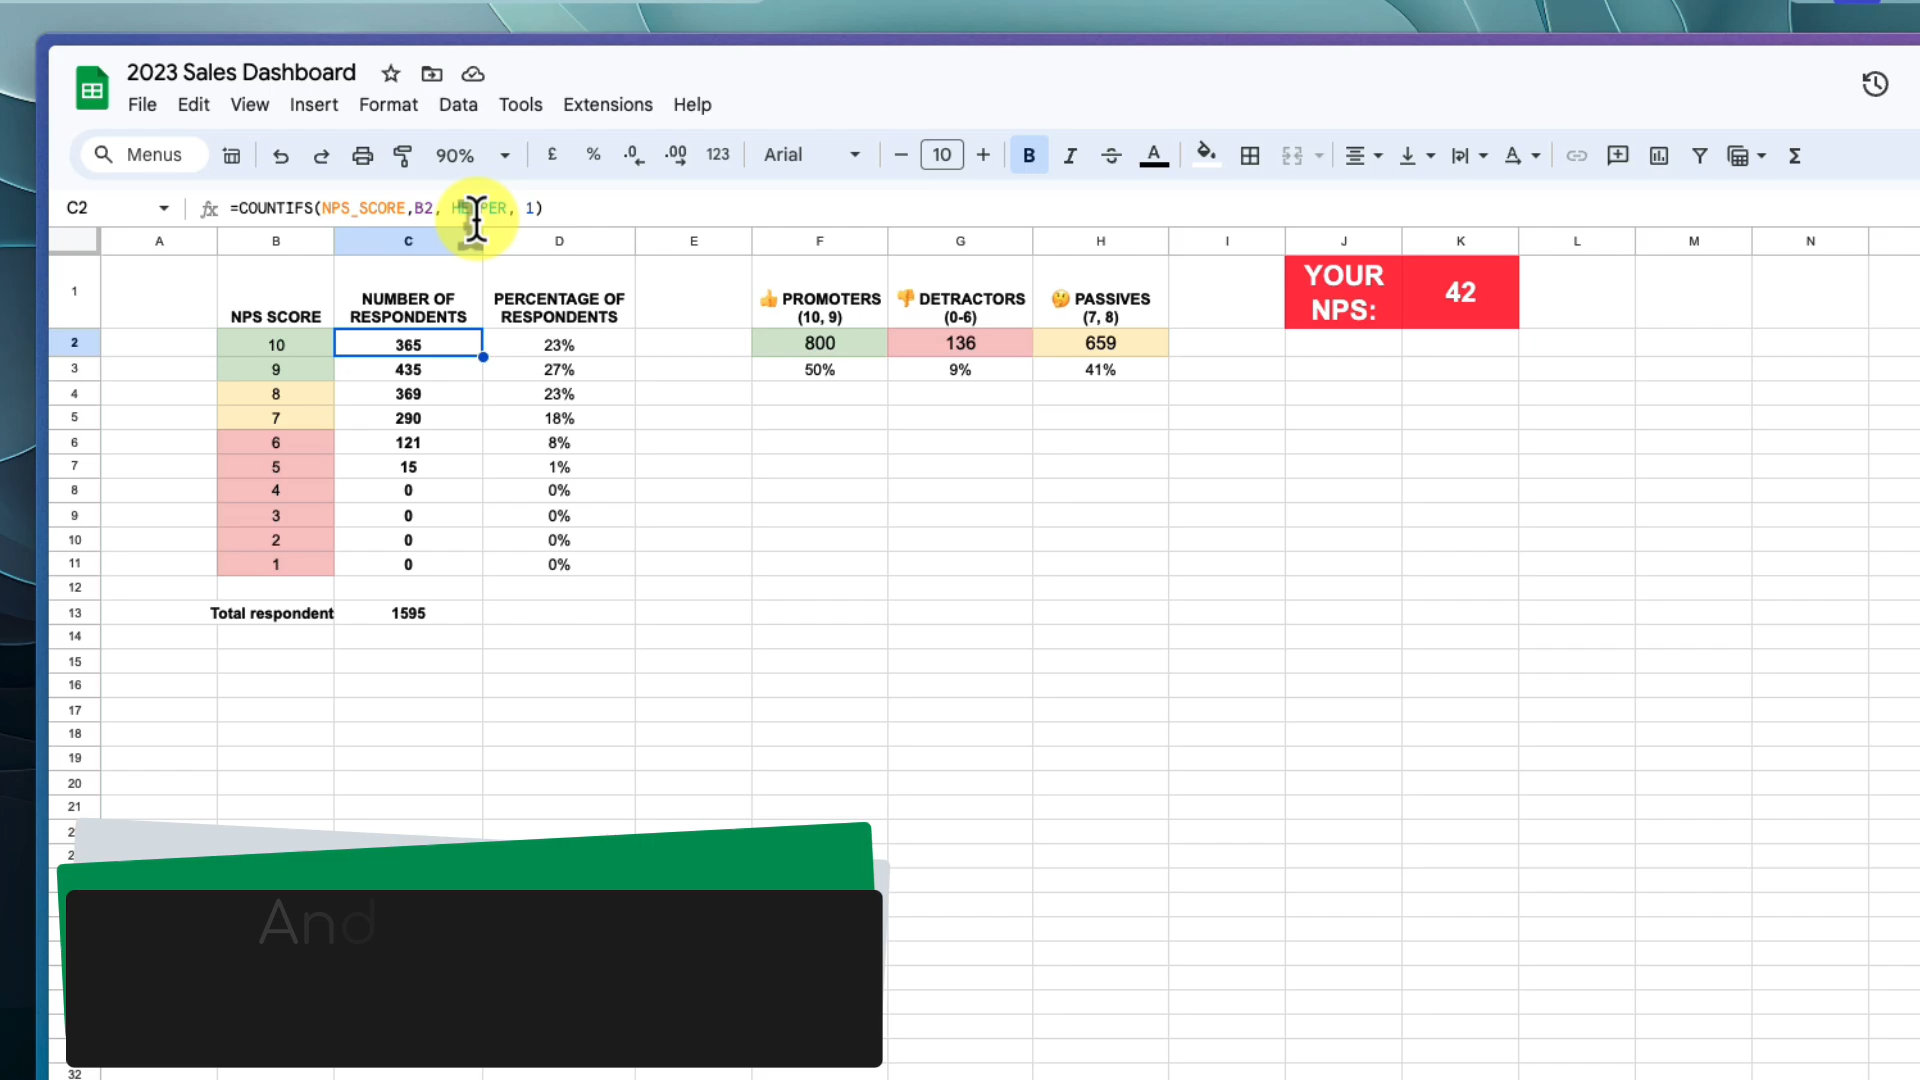 2023 Sales Dashboard
File Edit View Insert Format Data Tools Extensions Help
Menus 90% £ % .0 .00 123 Arial 10 B I S A A Σ
C2 fx =COUNTIFS(NPS_SCORE,B2, HELPER, 1)
A B C D E F G H I J K L M N
1 NPS SCORE NUMBER OF RESPONDENTS PERCENTAGE OF RESPONDENTS 👍 PROMOTERS (10, 9) 👎 DETRACTORS (0-6) 🤔 PASSIVES (7, 8) YOUR NPS: 42
2 10 365 23% 800 136 659
3 9 435 27% 50% 9% 41%
4 8 369 23%
5 7 290 18%
6 6 121 8%
7 5 15 1%
8 4 0 0%
9 3 0 0%
10 2 0 0%
11 1 0 0%
12
13 Total respondent 1595
14
15
16
17
18
19
20
21
And
32